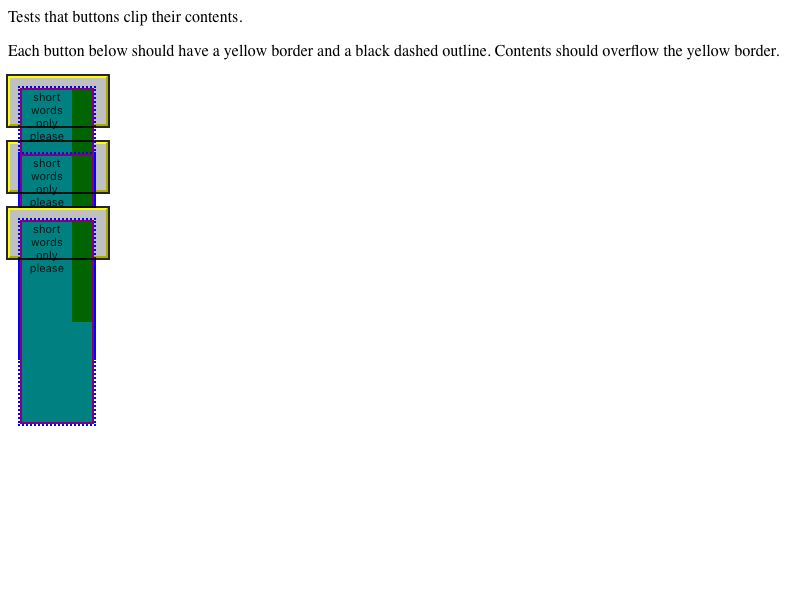 Tests that buttons clip their contents.
Each button below should have a yellow border and a black dashed outline. Contents should overflow the yellow border.
short
words
only
please
short
words
only
please
short
words
only
please